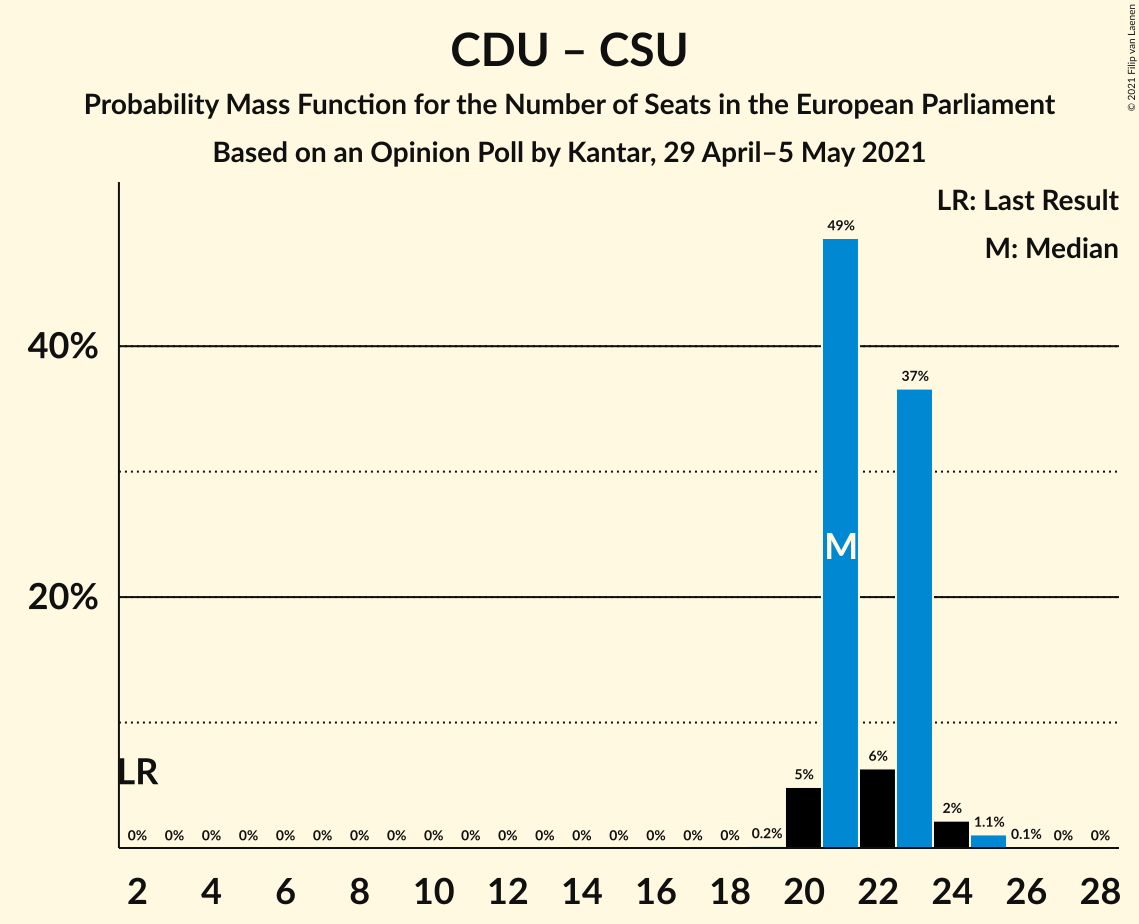 © 2021 Filip van Laenen
CDU – CSU
Probability Mass Function for the Number of Seats in the European Parliament
Based on an Opinion Poll by Kantar, 29 April–5 May 2021
LR: Last Result
M: Median
49%
40%
37%
M
20%
LR
6%
5%
2%
1.1%
0% 0% 0% 0% 0% 0% 0% 0% 0% 0% 0% 0% 0% 0% 0% 0% 0% 0.2% 0.1% 0% 0%
2 4 6 8 10 12 14 16 18 20 22 24 26 28